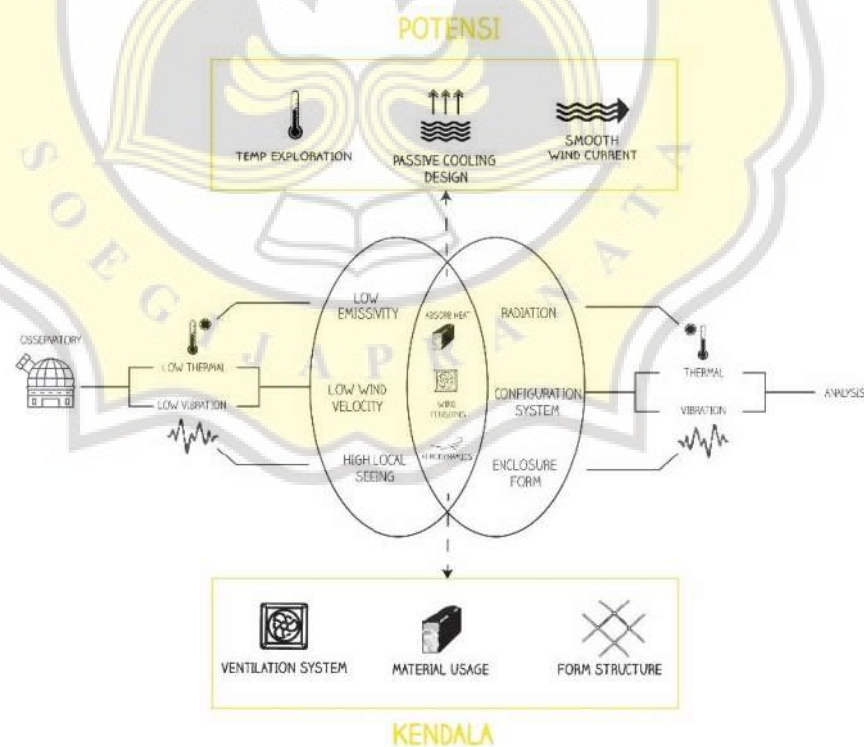 POTENSI
TEMP EXPLORATION
PASSIVE COOLING
DESIGN
SMOOTH
WIND CURRENT
SOEGIJAPRANATA
OBSERVATORY
LOW THERMAL
LOW VIBRATION
LOW
EMISSIVITY
LOW WIND
VELOCITY
HIGH LOCAL
SEEING
ABSORB HEAT
WIND
AERODYNAMICS
RADIATION
CONFIGURATION
SYSTEM
ENCLOSURE
FORM
THERMAL
VIBRATION
ANALYSIS
VENTILATION SYSTEM
MATERIAL USAGE
FORM STRUCTURE
KENDALA